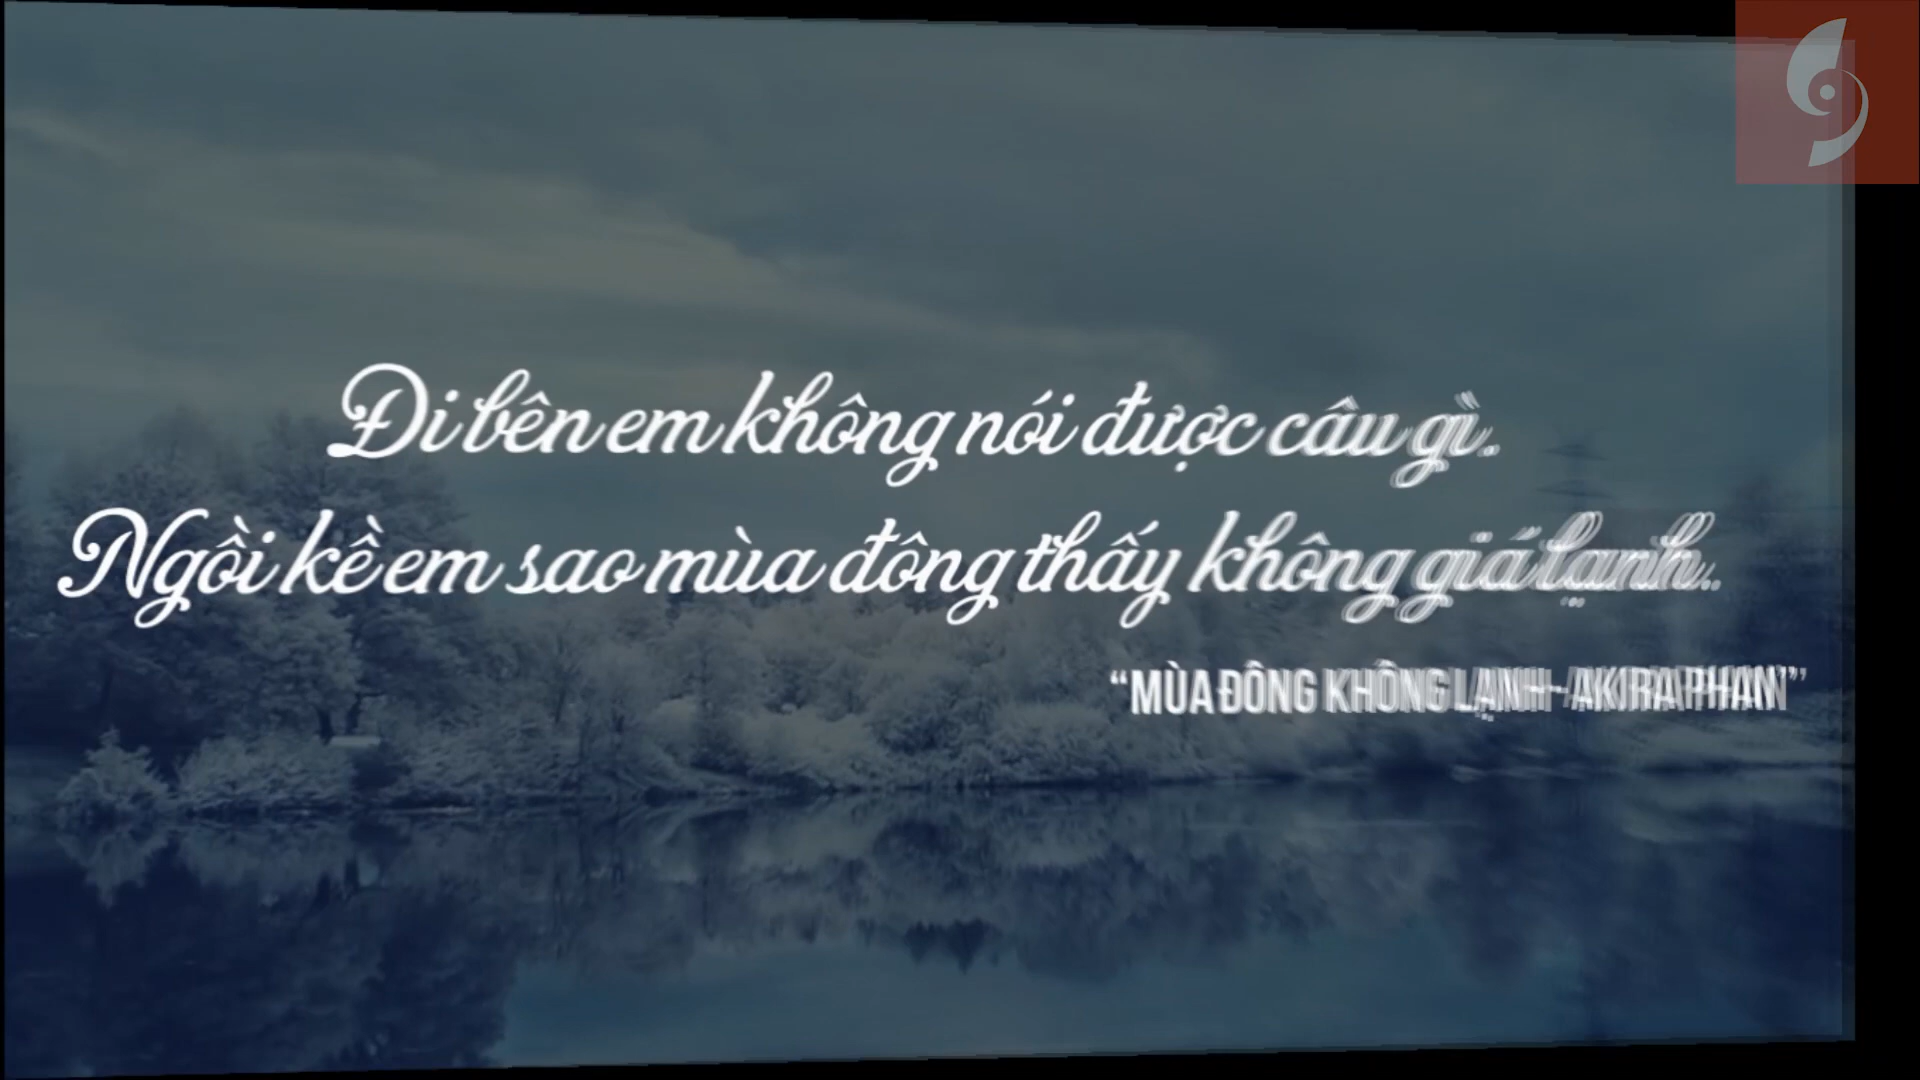 Đi bên em không nói được câu gì.
Ngồi kề em sao mùa đông thấy không giá lạnh.
“MÙA ĐÔNG KHÔNG LẠNH - AKIRA PHAN”